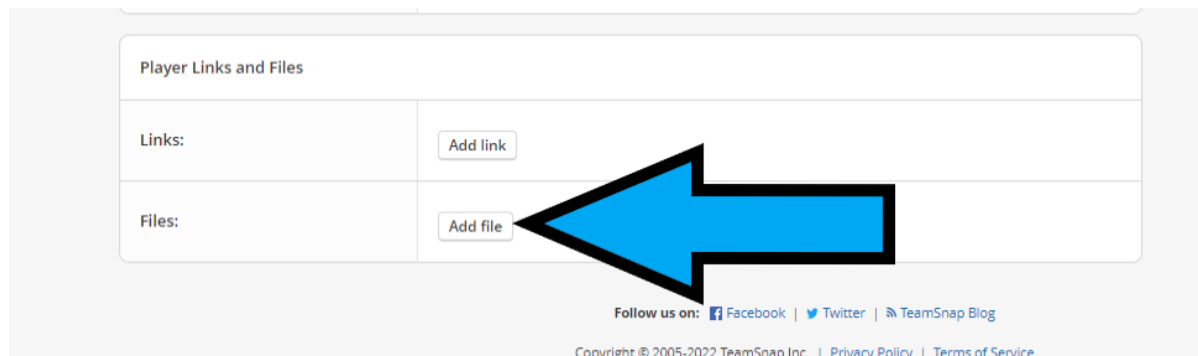 Player Links and Files
Links:
Add link
Files:
Add file
Follow us on: Facebook | Twitter | TeamSnap Blog
Copyright © 2005-2022 TeamSnap Inc. | Privacy Policy | Terms of Service